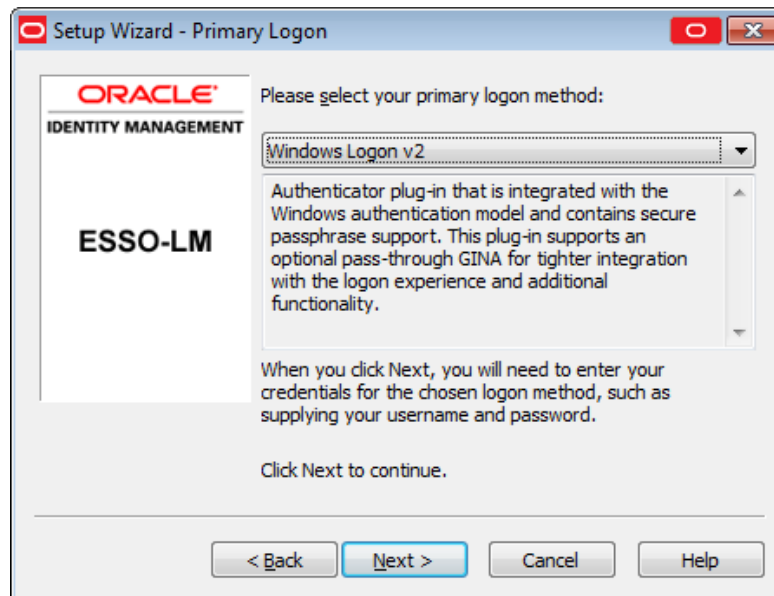 Setup Wizard - Primary Logon
ORACLE
IDENTITY MANAGEMENT
ESSO-LM
Please select your primary logon method:
Windows Logon v2
Authenticator plug-in that is integrated with the
Windows authentication model and contains secure
passphrase support. This plug-in supports an
optional pass-through GINA for tighter integration
with the logon experience and additional
functionality.
When you click Next, you will need to enter your
credentials for the chosen logon method, such as
supplying your username and password.
Click Next to continue.
< Back
Next >
Cancel
Help